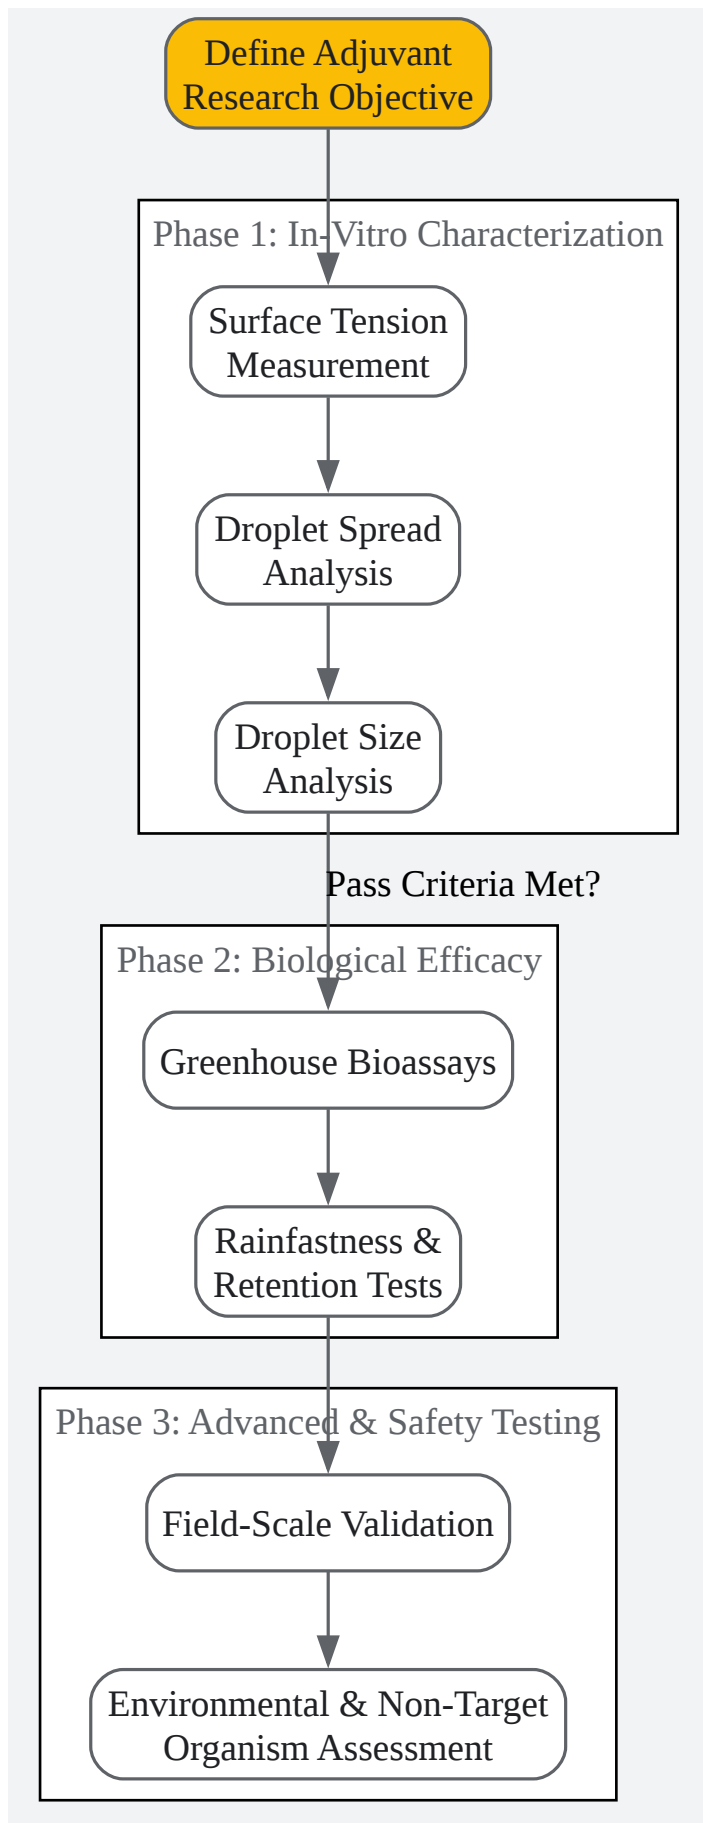 Define Adjuvant
Research Objective
Phase 1: In-Vitro Characterization
Surface Tension
Measurement
Droplet Spread
Analysis
Droplet Size
Analysis
Pass Criteria Met?
Phase 2: Biological Efficacy
Greenhouse Bioassays
Rainfastness &
Retention Tests
Phase 3: Advanced & Safety Testing
Field-Scale Validation
Environmental & Non-Target
Organism Assessment